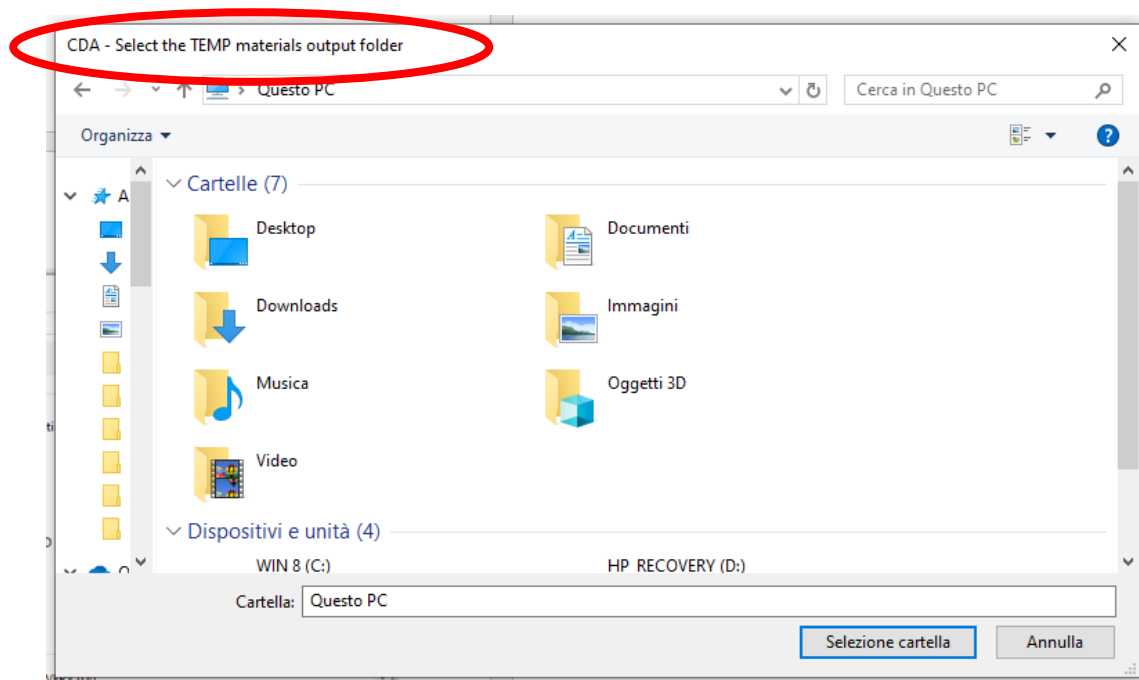 CDA - Select the TEMP materials output folder
Questo PC
Cerca in Questo PC
Organizza
A
Cartelle (7)
Desktop
Documenti
Downloads
Immagini
Musica
Oggetti 3D
Video
Dispositivi e unità (4)
WIN 8 (C:)
HP_RECOVERY (D:)
Cartella: Questo PC
Selezione cartella
Annulla